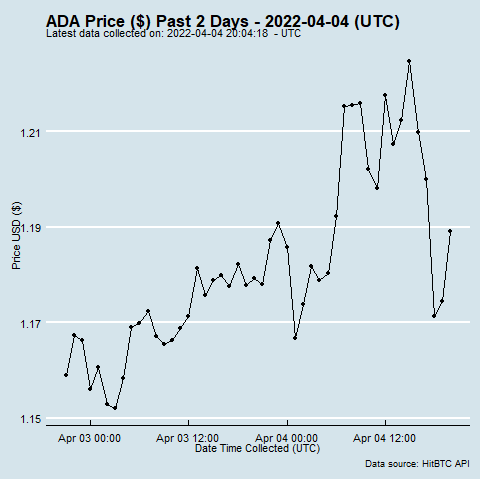 ADA Price ($) Past 2 Days - 2022-04-04 (UTC)
Latest data collected on: 2022-04-04 20:04:18  - UTC
1.21
1.19
1.17
1.15
Price USD ($)
Apr 03 00:00
Apr 03 12:00
Apr 04 00:00
Apr 04 12:00
Date Time Collected (UTC)
Data source: HitBTC API